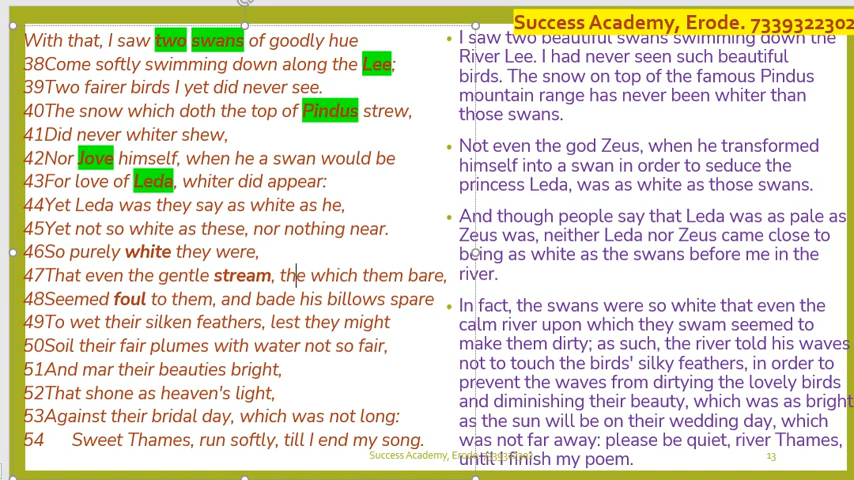 Success Academy, Erode. 7339322302
With that, I saw two swans of goodly hue
38Come softly swimming down along the Lee;
39Two fairer birds I yet did never see.
40The snow which doth the top of Pindus strew,
41Did never whiter shew,
42Nor Jove himself, when he a swan would be
43For love of Leda, whiter did appear:
44Yet Leda was they say as white as he,
45Yet not so white as these, nor nothing near.
46So purely white they were,
47That even the gentle stream, the which them bare,
48Seemed foul to them, and bade his billows spare
49To wet their silken feathers, lest they might
50Soil their fair plumes with water not so fair,
51And mar their beauties bright,
52That shone as heaven's light,
53Against their bridal day, which was not long:
54 Sweet Thames, run softly, till I end my song.
• I saw two beautiful swans swimming down the
River Lee. I had never seen such beautiful
birds. The snow on top of the famous Pindus
mountain range has never been whiter than
those swans.
• Not even the god Zeus, when he transformed
himself into a swan in order to seduce the
princess Leda, was as white as those swans.
• And though people say that Leda was as pale as
Zeus was, neither Leda nor Zeus came close to
being as white as the swans before me in the
river.
• In fact, the swans were so white that even the
calm river upon which they swam seemed to
make them dirty; as such, the river told his waves
not to touch the birds' silky feathers, in order to
prevent the waves from dirtying the lovely birds
and diminishing their beauty, which was as bright
as the sun will be on their wedding day, which
was not far away: please be quiet, river Thames,
until I finish my poem.
Success Academy, Erode. 7339322302
13